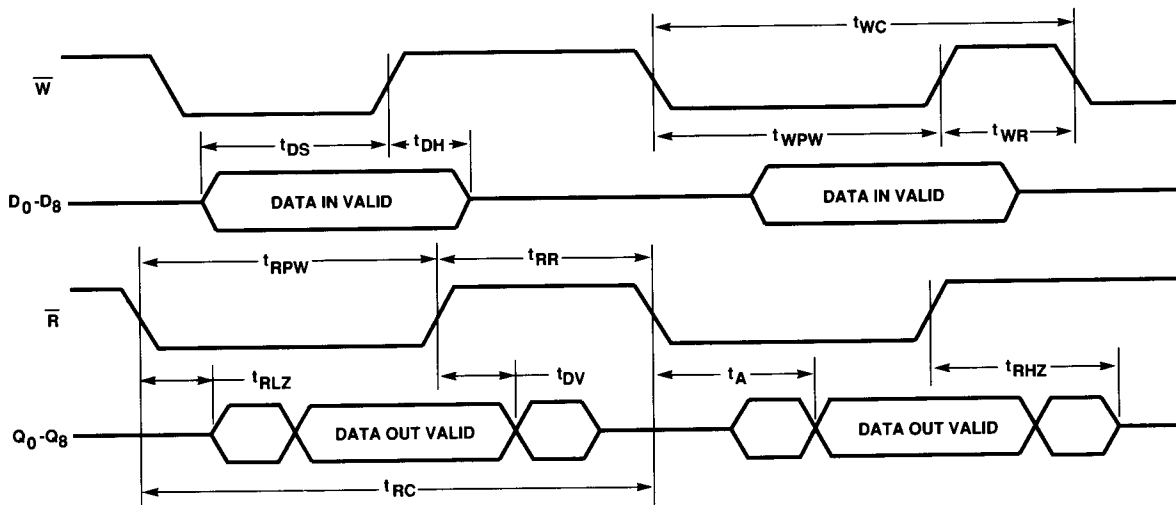 tWC
W
tDS
tDH
tWPW
tWR
D0-D8
DATA IN VALID
DATA IN VALID
tRPW
tRR
R
tRLZ
tDV
tA
tRHZ
Q0-Q8
DATA OUT VALID
DATA OUT VALID
tRC